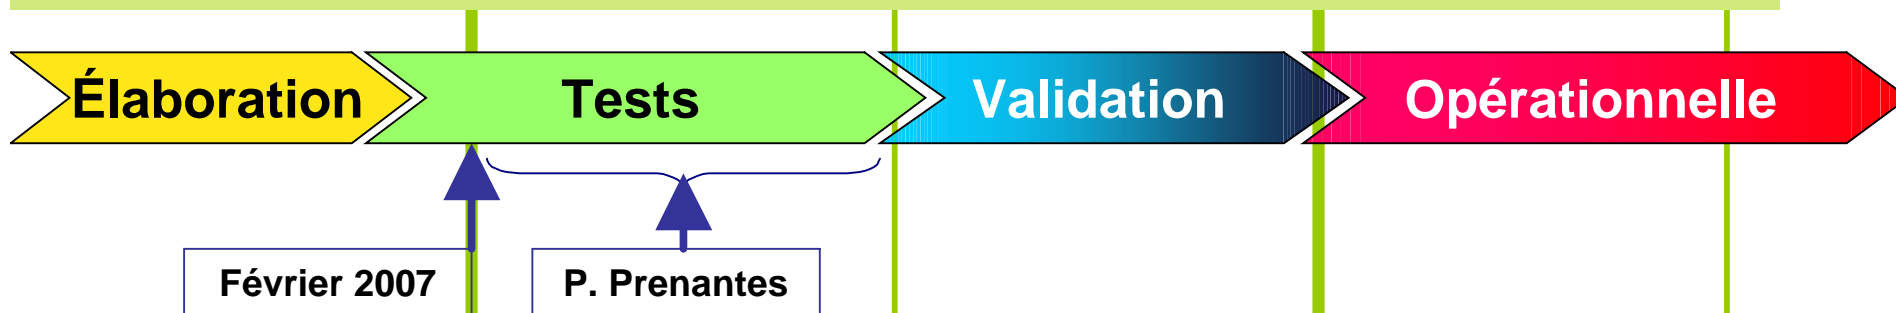 Élaboration Tests Validation Opérationnelle
Février 2007 P. Prenantes